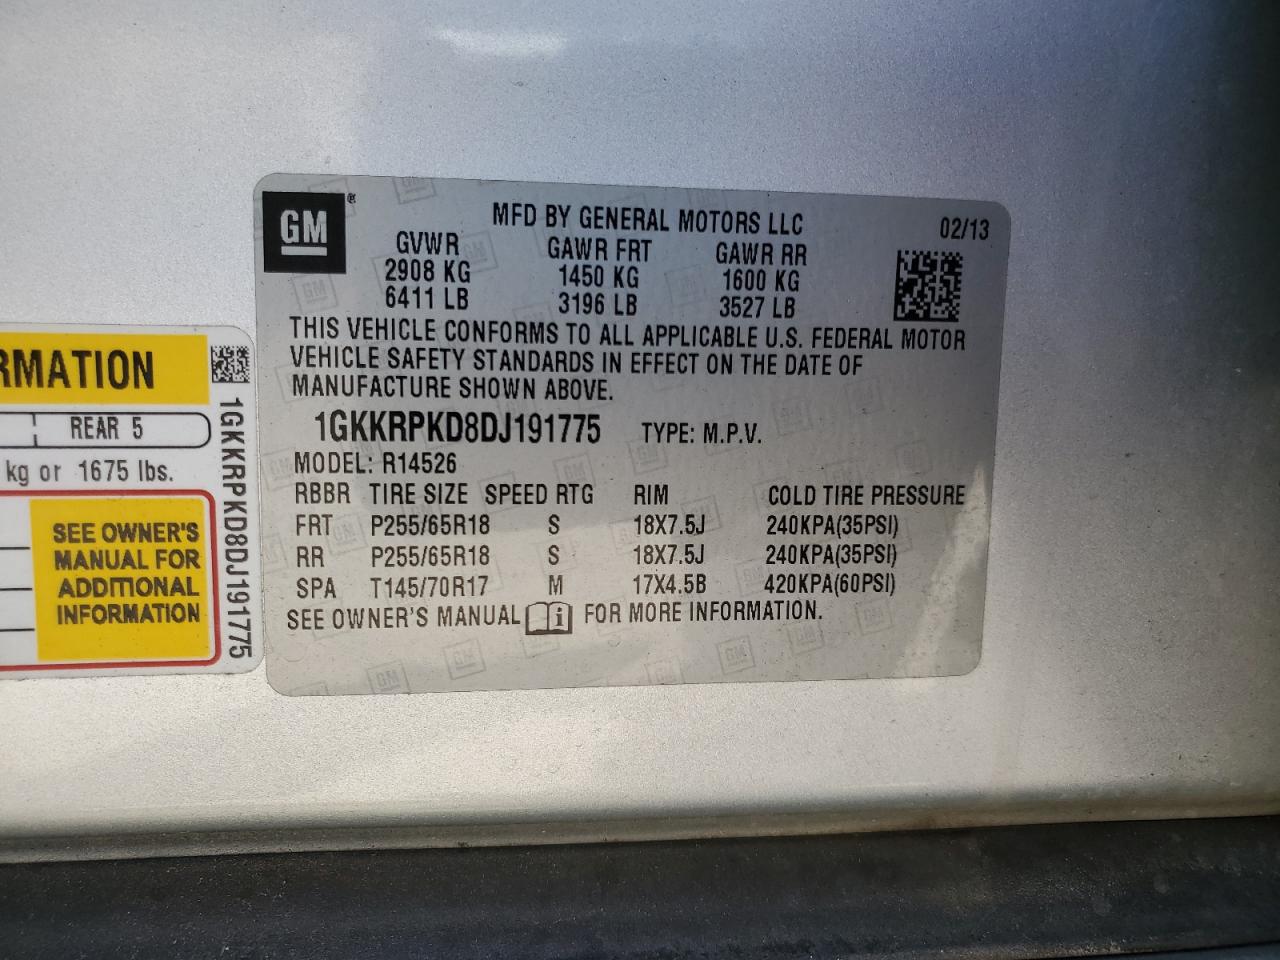 GM ®
MFD BY GENERAL MOTORS LLC 02/13
GVWR GAWR FRT GAWR RR
2908 KG 1450 KG 1600 KG
6411 LB 3196 LB 3527 LB
THIS VEHICLE CONFORMS TO ALL APPLICABLE U.S. FEDERAL MOTOR
VEHICLE SAFETY STANDARDS IN EFFECT ON THE DATE OF
MANUFACTURE SHOWN ABOVE.
1GKKRPKD8DJ191775 TYPE: M.P.V.
MODEL: R14526
RBBR TIRE SIZE SPEED RTG RIM COLD TIRE PRESSURE
FRT P255/65R18 S 18X7.5J 240KPA(35PSI)
RR P255/65R18 S 18X7.5J 240KPA(35PSI)
SPA T145/70R17 M 17X4.5B 420KPA(60PSI)
SEE OWNER'S MANUAL i FOR MORE INFORMATION.
RMATION
REAR 5
kg or 1675 lbs.
SEE OWNER'S
MANUAL FOR
ADDITIONAL
INFORMATION
1GKKRPKD8DJ191775